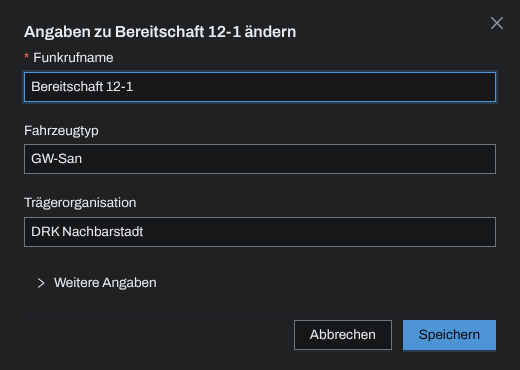 Angaben zu Bereitschaft 12-1 ändern
* Funkrufname
Bereitschaft 12-1
Fahrzeugtyp
GW-San
Trägerorganisation
DRK Nachbarstadt
Weitere Angaben
Abbrechen Speichern